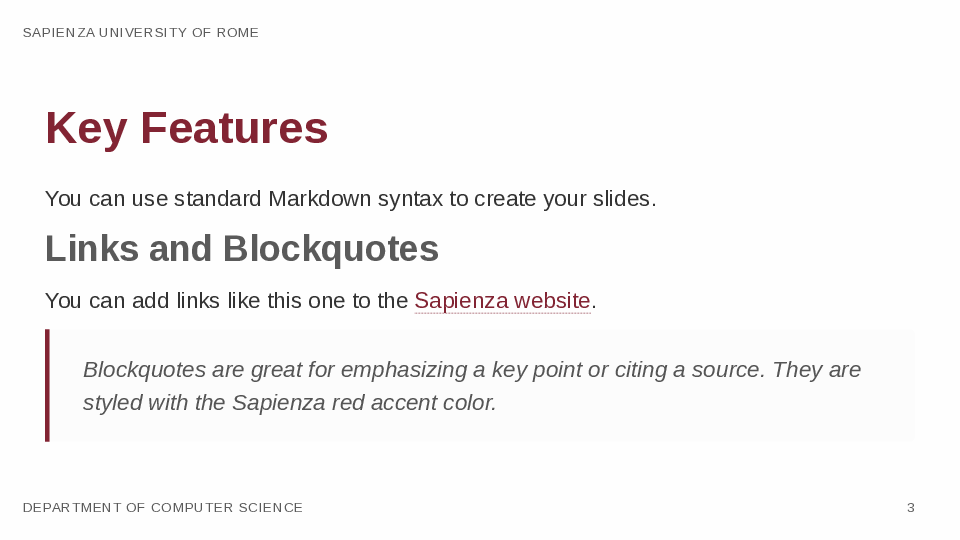 SAPIENZA UNIVERSITY OF ROME
Key Features
You can use standard Markdown syntax to create your slides.
Links and Blockquotes
You can add links like this one to the Sapienza website.
Blockquotes are great for emphasizing a key point or citing a source. They are
styled with the Sapienza red accent color.
DEPARTMENT OF COMPUTER SCIENCE
3